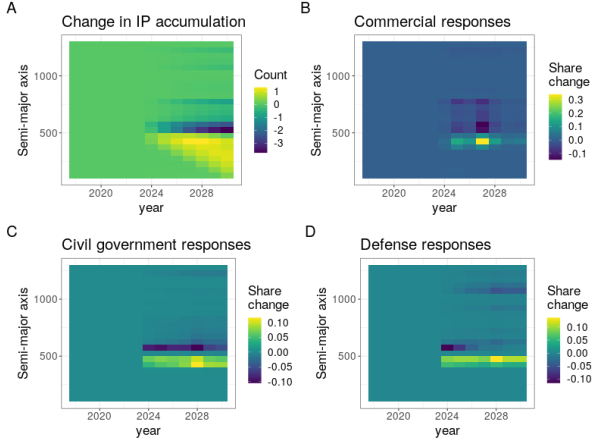 A
Change in IP accumulation
Semi-major axis
1000
500
2020
2024
2028
year
Count
1
0
-1
-2
-3
B
Commercial responses
Semi-major axis
1000
500
2020
2024
2028
year
Share
change
0.3
0.2
0.1
0.0
-0.1
C
Civil government responses
Semi-major axis
1000
500
2020
2024
2028
year
Share
change
0.10
0.05
0.00
-0.05
-0.10
D
Defense responses
Semi-major axis
1000
500
2020
2024
2028
year
Share
change
0.10
0.05
0.00
-0.05
-0.10